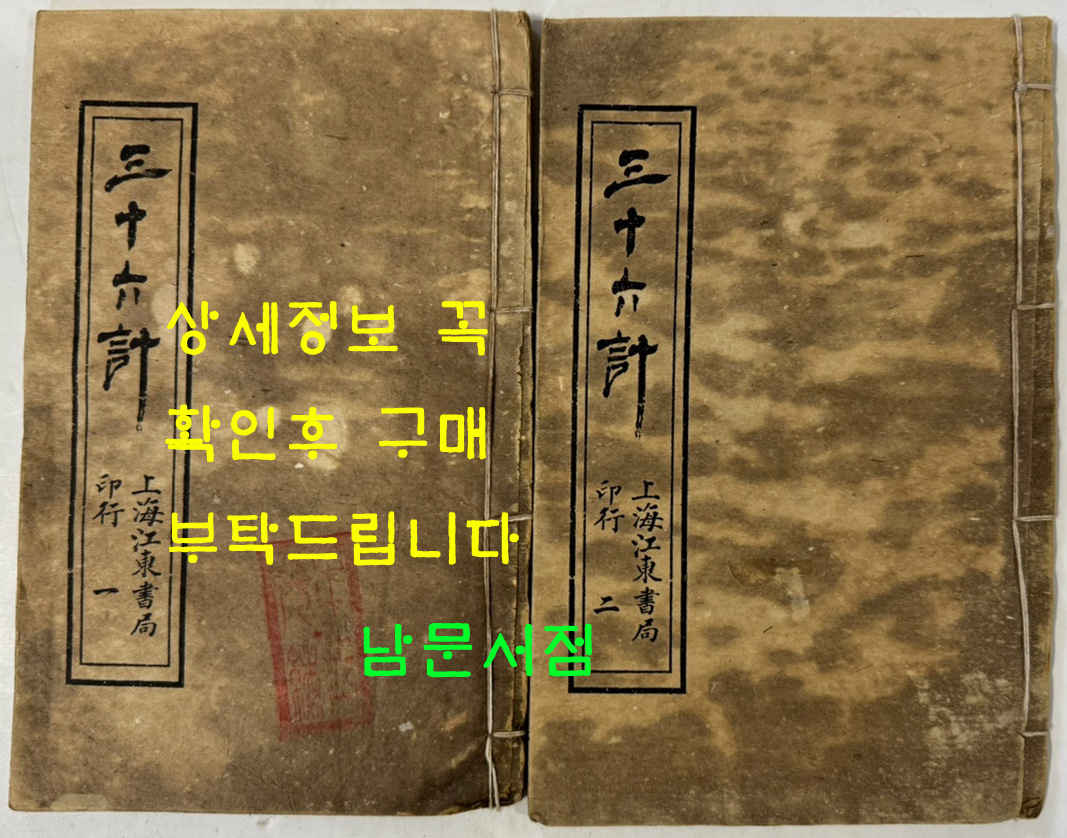 三十六計
上海江東書局
印行 一
三十六計
上海江東書局
印行 二
상세정보 꼭
확인후 구매
부탁드립니다
남문서점